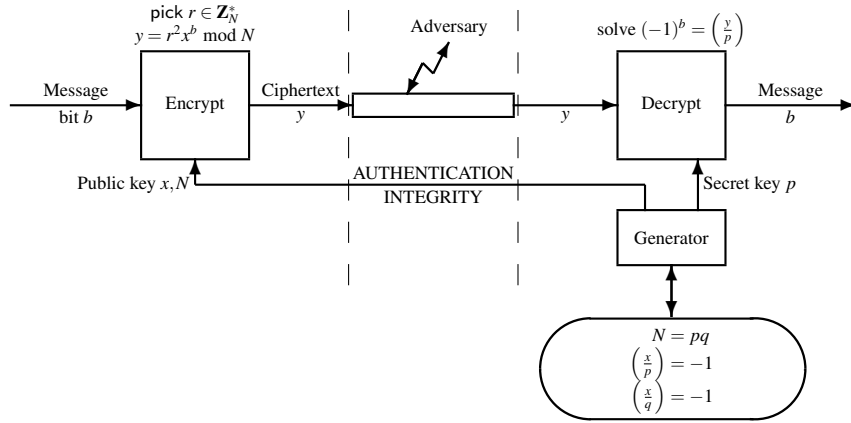 pick r ∈ Z*_N
y = r²x^b mod N
Adversary
solve (−1)^b = (y/p)
Message
bit b
Encrypt
Ciphertext
y
y
Decrypt
Message
b
Public key x, N
AUTHENTICATION
INTEGRITY
Secret key p
Generator
N = pq
(x/p) = −1
(x/q) = −1